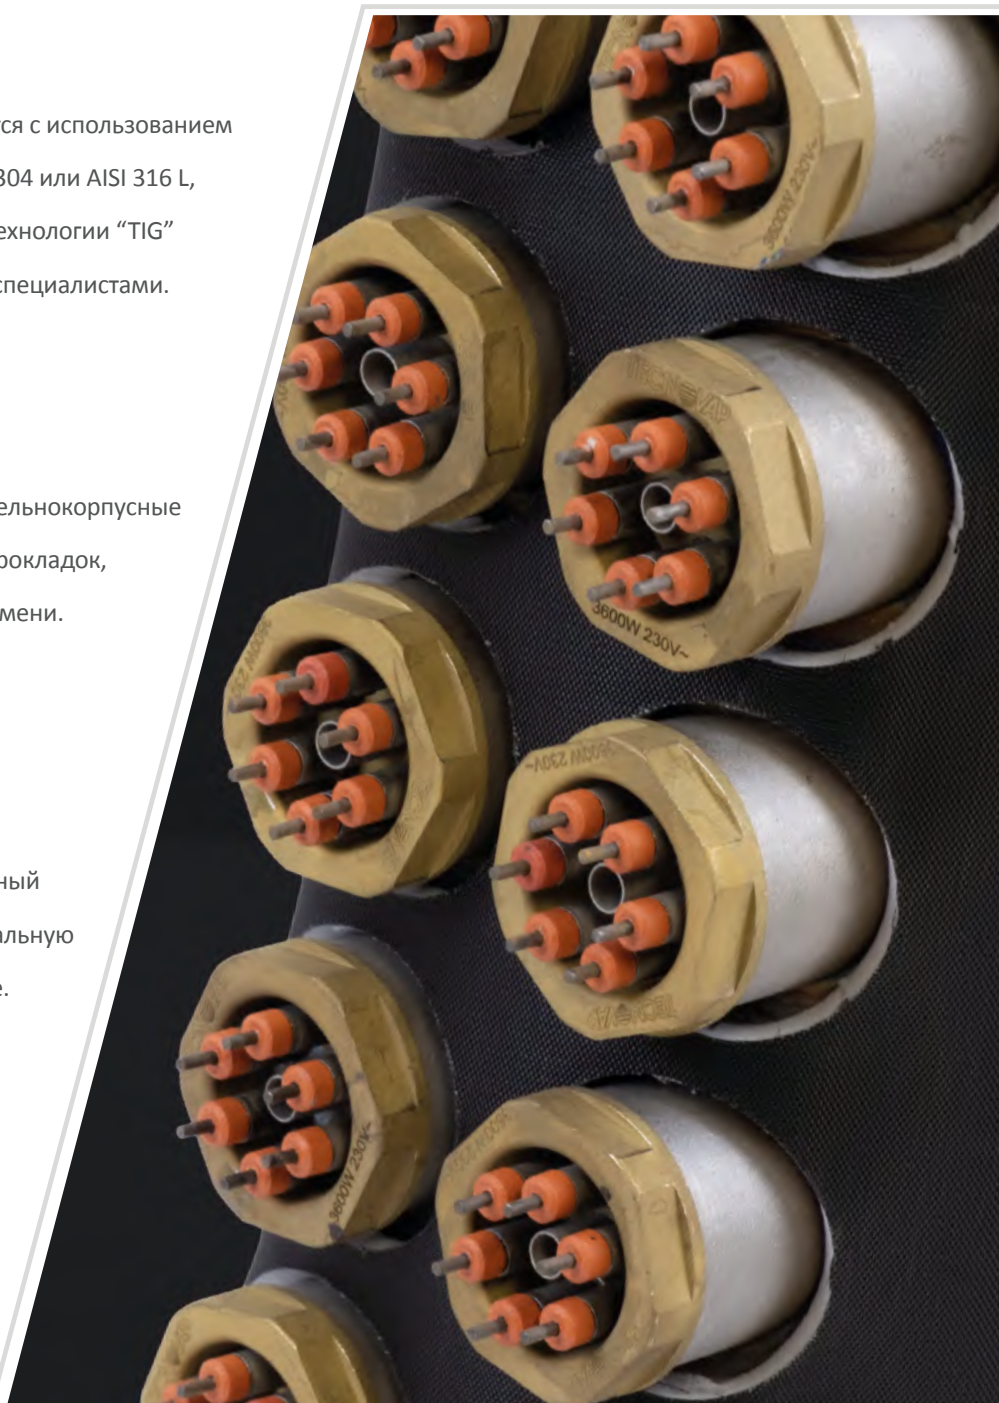 ся с использованием
304 или AISI 316 L,
ехнологии “TIG”
специалистами.
ельнокорпусные
рокладок,
мени.
ный
альную
е.
3600W 230V~
TECNOVAP
3600W 230V~
3600W 230V~
3600W 230V~